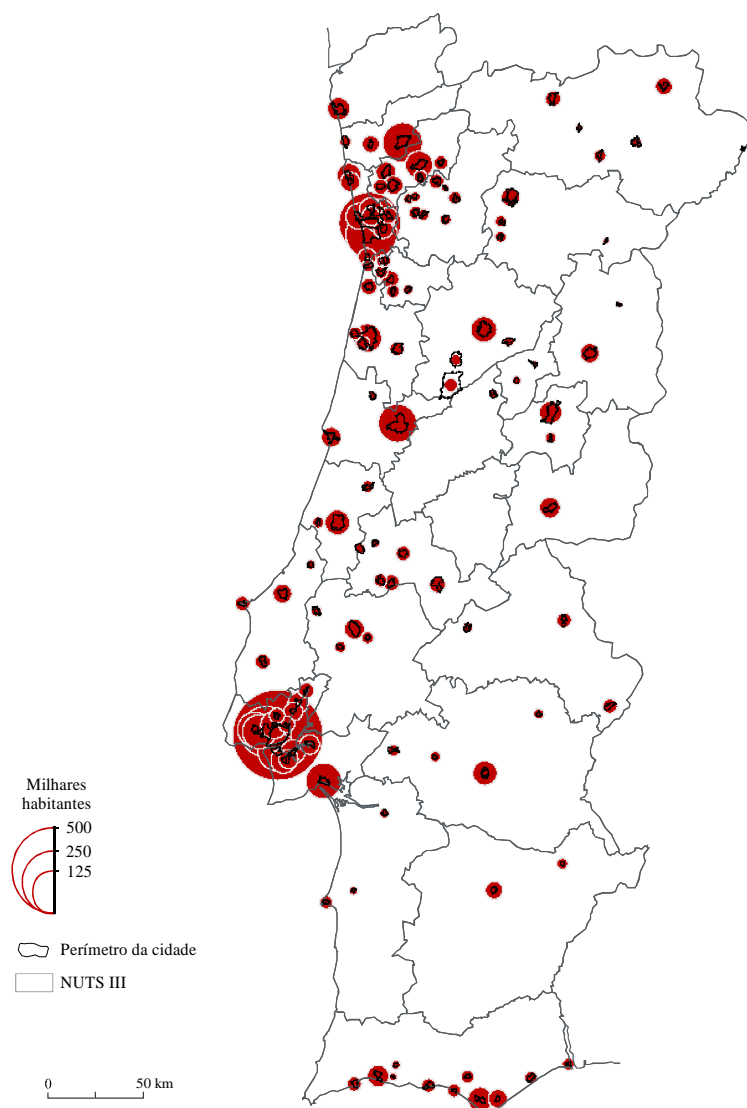 Milhares
habitantes
500
250
125
Perímetro da cidade
NUTS III
0 50 km